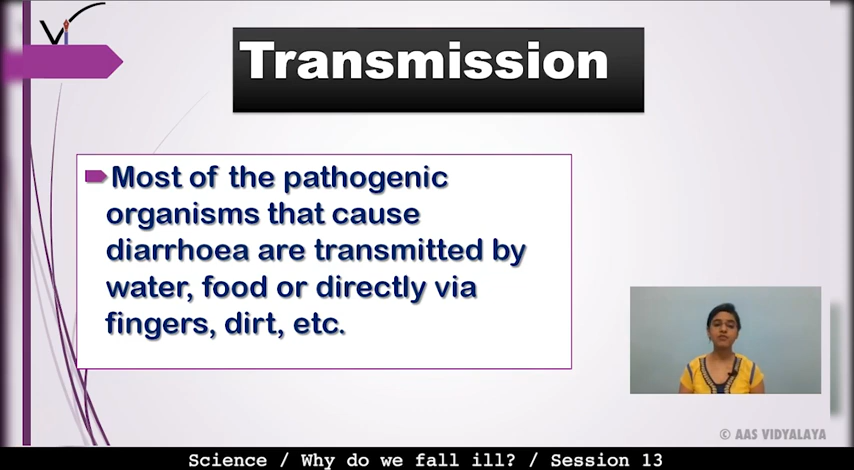 Transmission
Most of the pathogenic
organisms that cause
diarrhoea are transmitted by
water, food or directly via
fingers, dirt, etc.
© AAS VIDYALAYA
Science / Why do we fall ill? / Session 13